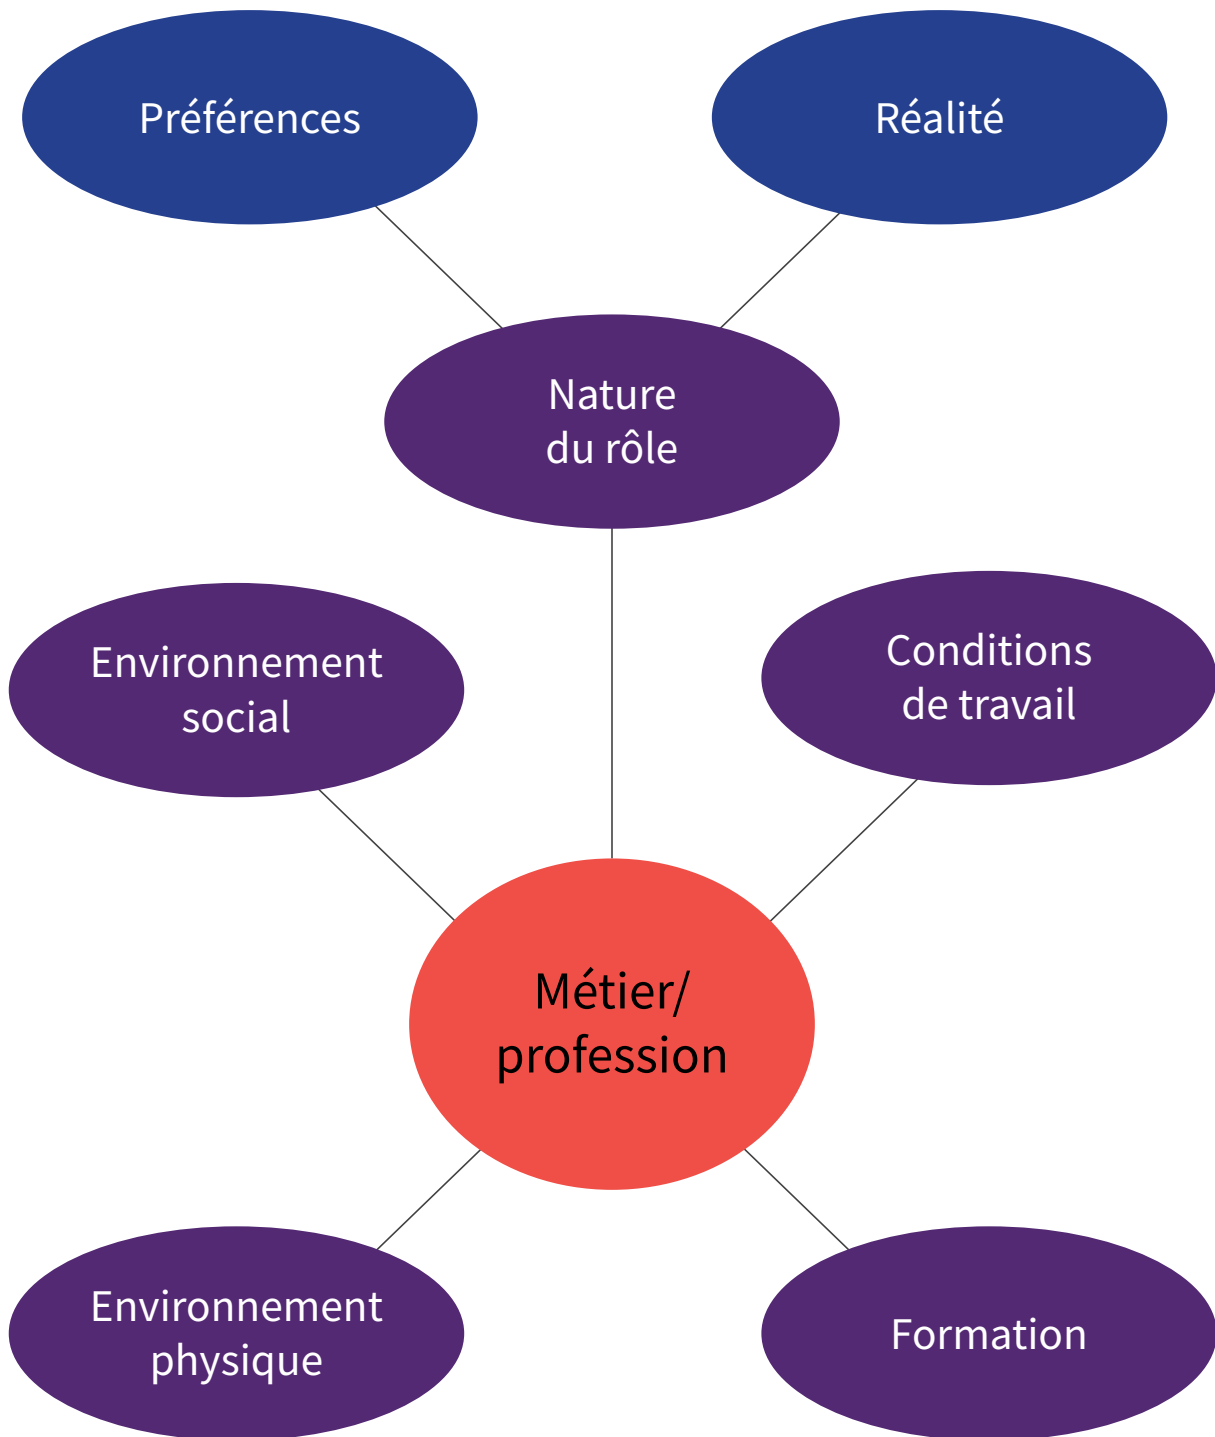 Préférences
Réalité
Nature
du rôle
Environnement
social
Conditions
de travail
Métier/
profession
Environnement
physique
Formation